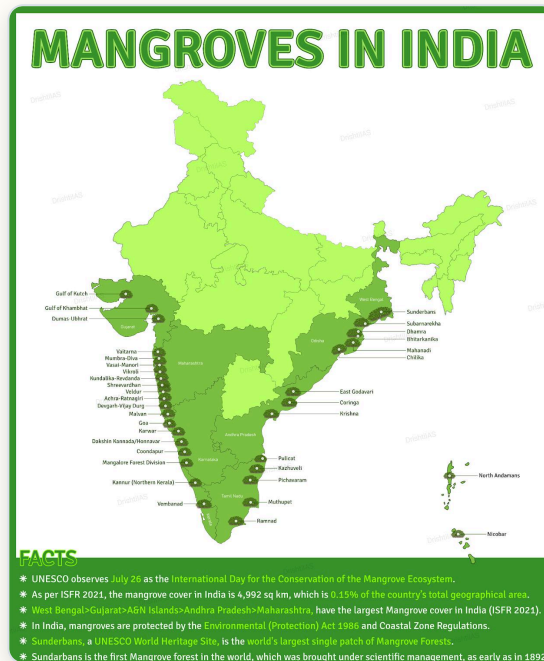 MANGROVES IN INDIA
Gulf of Kutch
Gulf of Khambhat
Dumas-Ubhrat
Gujarat
Vaitarna
Mumbra-Diva
Vasai-Manori
Vikroli
Kundalika-Revdanda
Shreevardhan
Veldur
Achra-Ratnagiri
Devgarh-Vijay Durg
Malvan
Goa
Karwar
Dakshin Kannada/Honnavar
Coondapur
Mangalore Forest Division
Kannur (Northern Kerala)
Vembanad
Maharashtra
Karnataka
Andhra Pradesh
Tamil Nadu
Odisha
West Bengal
Sunderbans
Subarnarekha
Dhamra
Bhitarkanika
Mahanadi
Chilika
East Godavari
Coringa
Krishna
Pulicat
Kazhuveli
Pichavaram
Muthupet
Ramnad
North Andamans
Nicobar
FACTS
UNESCO observes July 26 as the International Day for the Conservation of the Mangrove Ecosystem.
As per ISFR 2021, the mangrove cover in India is 4,992 sq km, which is 0.15% of the country's total geographical area.
West Bengal>Gujarat>A&N Islands>Andhra Pradesh>Maharashtra, have the largest Mangrove cover in India (ISFR 2021).
In India, mangroves are protected by the Environmental (Protection) Act 1986 and Coastal Zone Regulations.
Sunderbans, a UNESCO World Heritage Site, is the world's largest single patch of Mangrove Forests.
Sundarbans is the first Mangrove forest in the world, which was brought under scientific management, as early as in 1892